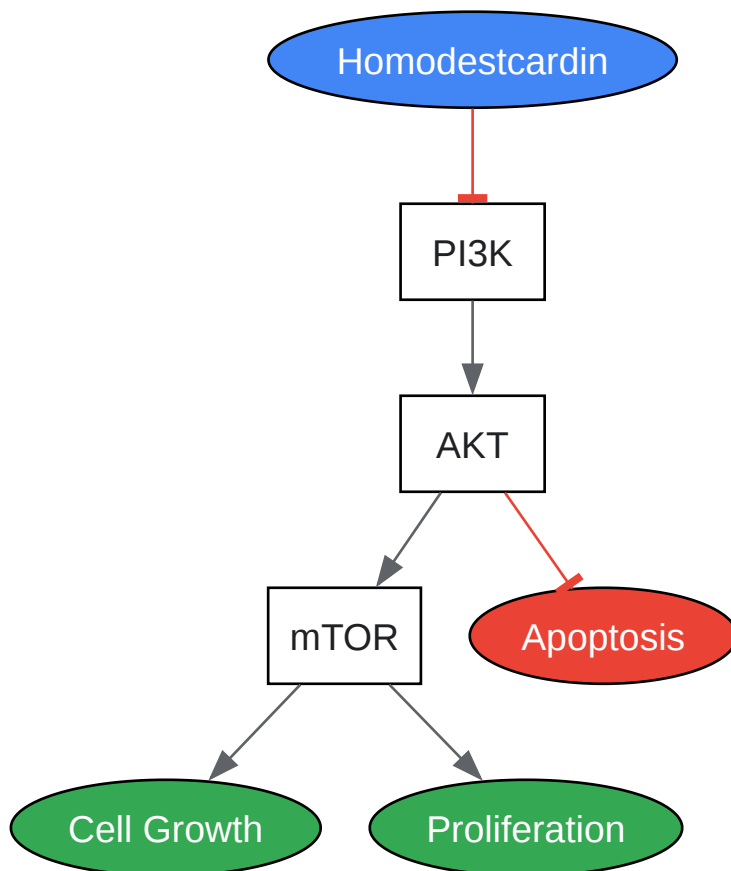 Homodestcardin
PI3K
AKT
mTOR
Apoptosis
Cell Growth
Proliferation